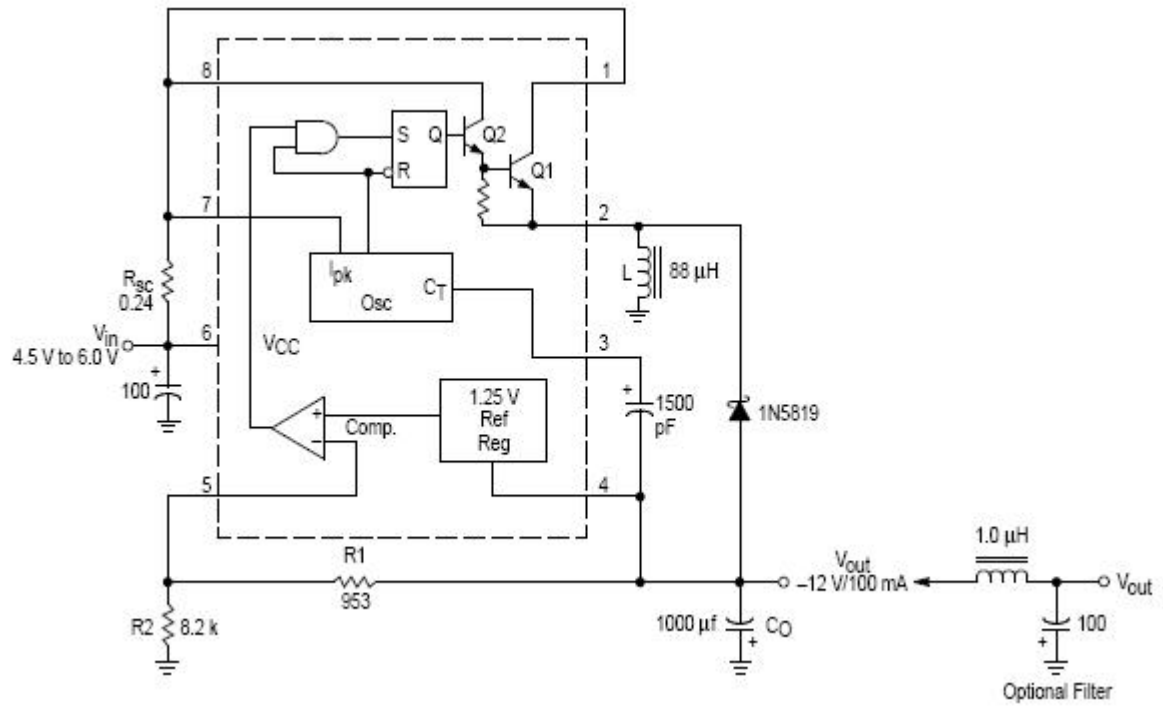 8
1
S
Q
Q2
R
Q1
7
2
Ipk
CT
Osc
L
88 µH
Rsc
0.24
Vin
4.5 V to 6.0 V
6
VCC
3
+
100
1.25 V
Ref
Reg
+
1500
pF
1N5819
+
–
Comp.
5
4
R1
953
R2
8.2 k
Vout
–12 V/100 mA
1.0 µH
Vout
1000 µf
CO
+
100
+
Optional Filter